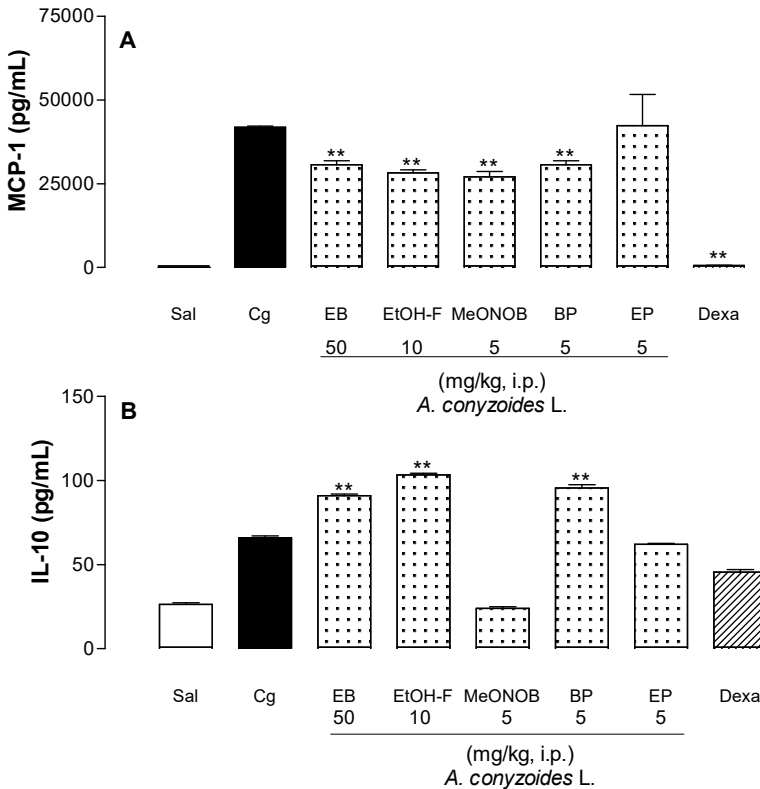 A
MCP-1 (pg/mL)
75000
50000
25000
0
** ** ** ** **
Sal Cg EB EtOH-F MeONOB BP EP Dexa
50 10 5 5 5
(mg/kg, i.p.)
A. conyzoides L.
B
IL-10 (pg/mL)
150
100
50
0
** ** **
Sal Cg EB EtOH-F MeONOB BP EP Dexa
50 10 5 5 5
(mg/kg, i.p.)
A. conyzoides L.